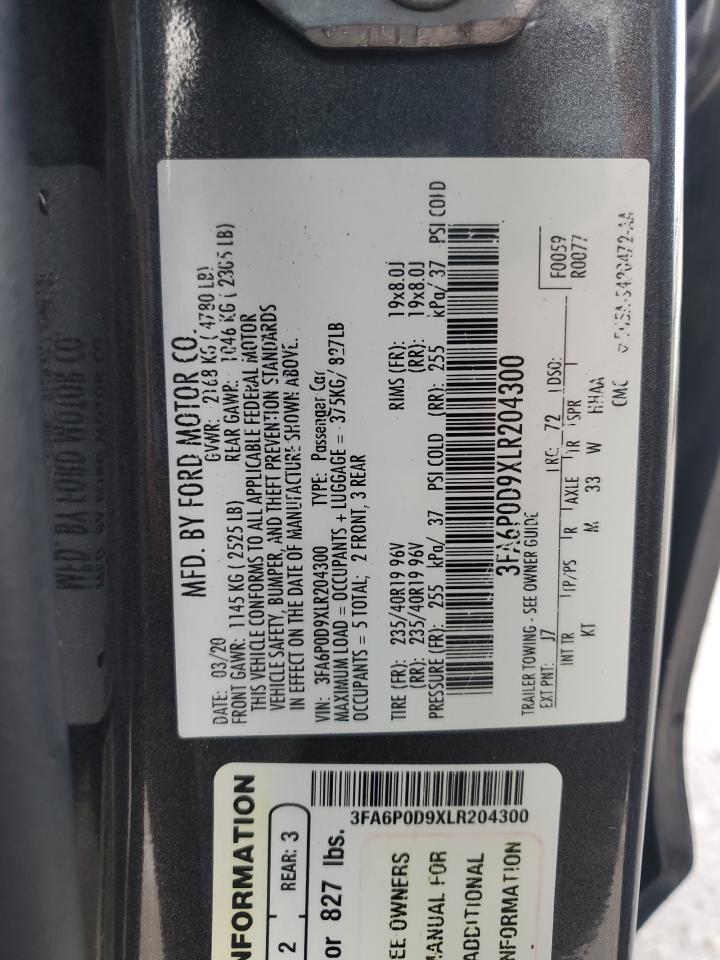 MFD. BY FORD MOTOR CO.
DATE: 03/20 GVWR: 2168 KG ( 4780 LB)
FRONT GAWR: 1145 KG ( 2525 LB) REAR GAWR: 1046 KG ( 2305 LB)
THIS VEHICLE CONFORMS TO ALL APPLICABLE FEDERAL MOTOR
VEHICLE SAFETY, BUMPER, AND THEFT PREVENTION STANDARDS
IN EFFECT ON THE DATE OF MANUFACTURE SHOWN ABOVE.
VIN: 3FA6P0D9XLR204300 TYPE: Passenger Car
MAXIMUM LOAD = OCCUPANTS + LUGGAGE = 375KG/ 827LB
OCCUPANTS = 5 TOTAL; 2 FRONT, 3 REAR
TIRE (FR): 235/40R19 96V RIMS (FR): 19x8.0J
(RR): 235/40R19 96V (RR): 19x8.0J
PRESSURE (FR): 255 kPa/ 37 PSI COLD (RR): 255 kPa/ 37 PSI COLD
3FA6P0D9XLR204300
TRAILER TOWING - SEE OWNER GUIDE
F0059
EXT PNT: J7 RC: 72 DSO: R0077
INT TR TP/PS R AXLE TR SPR
KT M 33 W HHAA
CMC
NFORMATION
2 REAR: 3
or 827 lbs.
3FA6P0D9XLR204300
EE OWNERS
MANUAL FOR
ADDITIONAL
NFORMATION